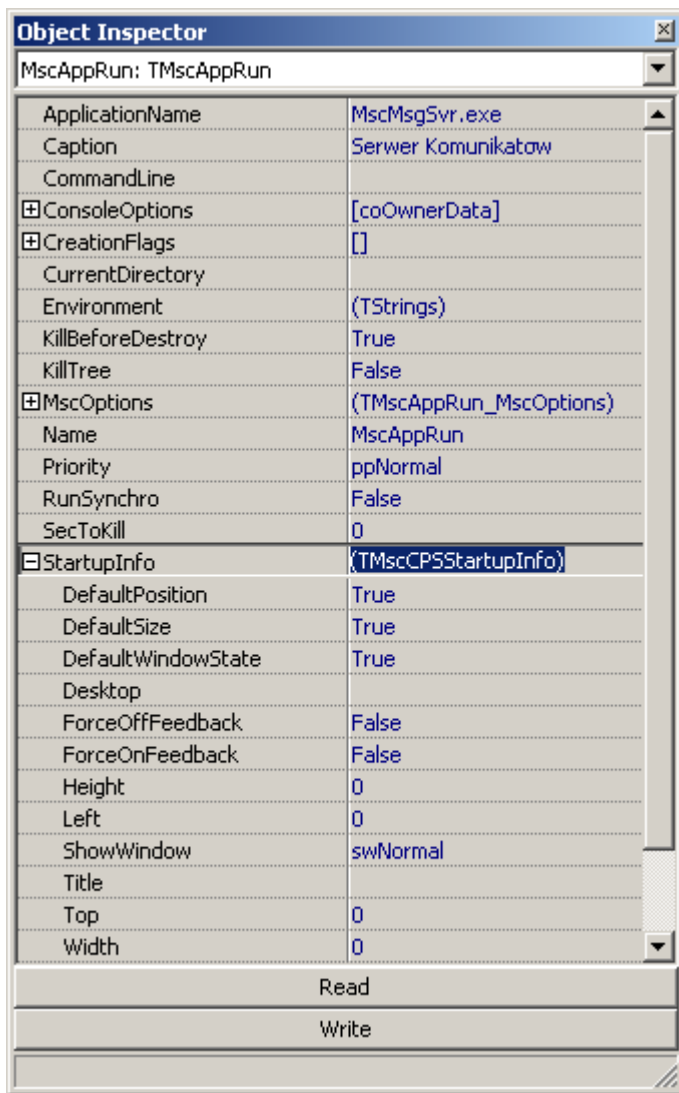 Object Inspector
MscAppRun: TMscAppRun
ApplicationName MscMsgSvr.exe
Caption Serwer Komunikatow
CommandLine
ConsoleOptions [coOwnerData]
CreationFlags []
CurrentDirectory
Environment (TStrings)
KillBeforeDestroy True
KillTree False
MscOptions (TMscAppRun_MscOptions)
Name MscAppRun
Priority ppNormal
RunSynchro False
SecToKill 0
StartupInfo (TMscCPSStartupInfo)
DefaultPosition True
DefaultSize True
DefaultWindowState True
Desktop
ForceOffFeedback False
ForceOnFeedback False
Height 0
Left 0
ShowWindow swNormal
Title
Top 0
Width 0
Read
Write